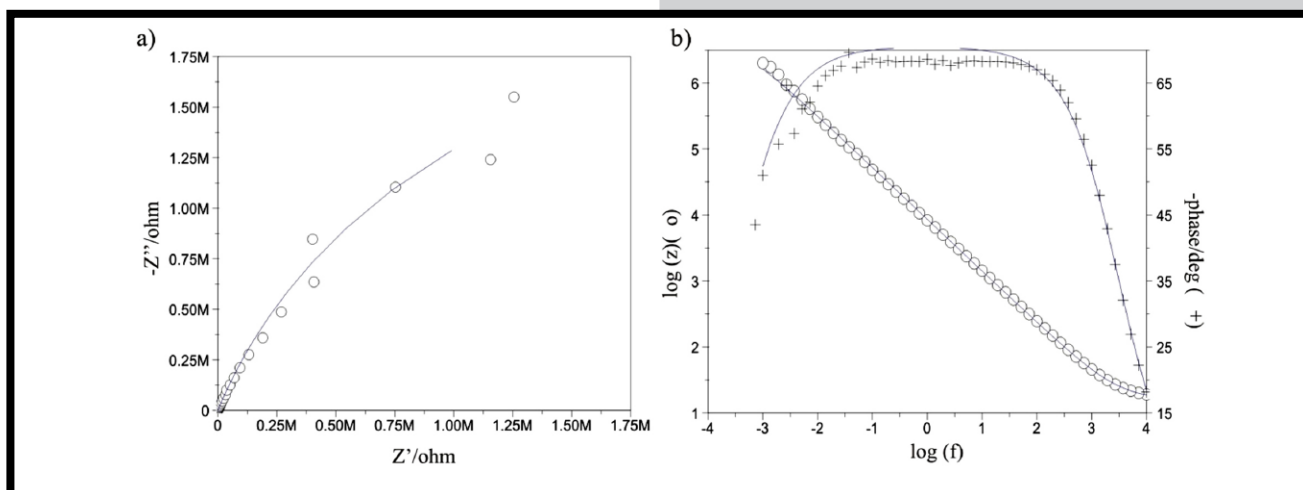 a)
1.75M
1.50M
1.25M
1.00M
0.75M
0.50M
0.25M
0
-Z’’/ohm
0 0.25M 0.50M 0.75M 1.00M 1.25M 1.50M 1.75M
Z’/ohm
b)
6
5
4
3
2
1
log (z)( o)
65
55
45
35
25
15
-phase/deg ( +)
-4 -3 -2 -1 0 1 2 3 4
log (f)